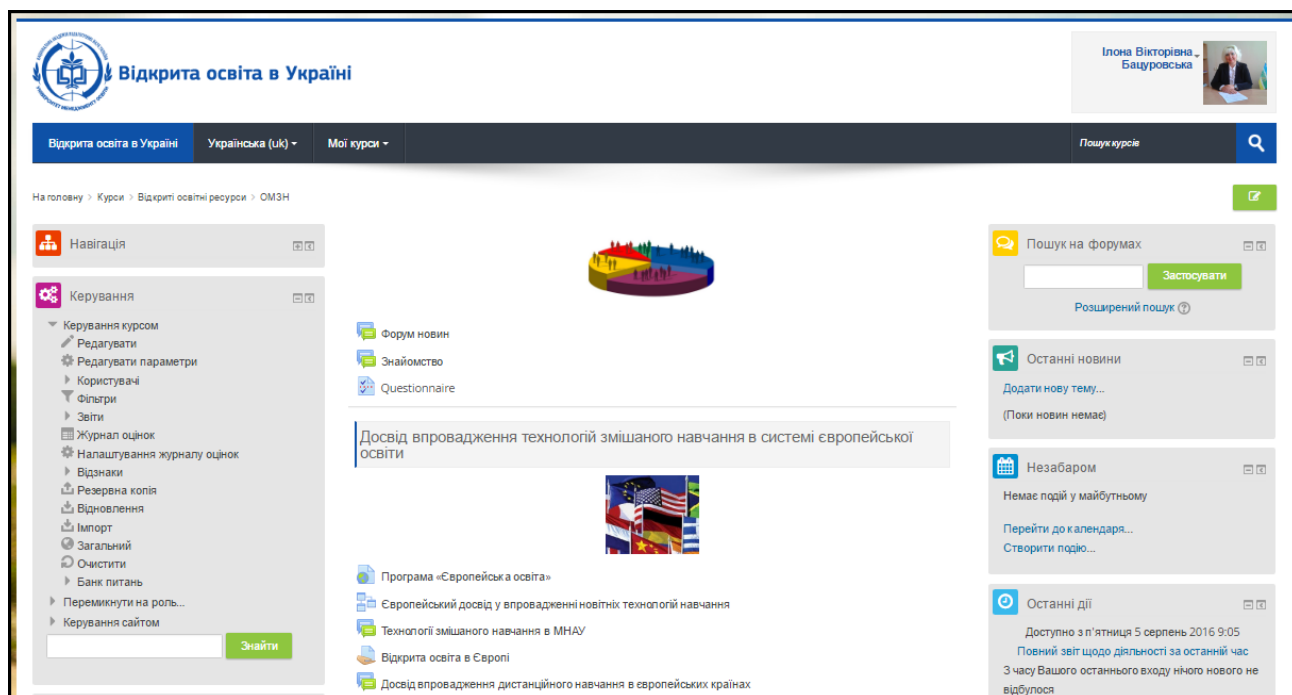 Відкрита освіта в Україні
Ілона Вікторівна
Бацуровська
Відкрита освіта в Україні
Українська (uk)
Мої курси
Пошук курсів
На головну > Курси > Відкриті освітні ресурси > ОМЗН
Навігація
Керування
Керування курсом
Редагувати
Редагувати параметри
Користувачі
Фільтри
Звіти
Журнал оцінок
Налаштування журналу оцінок
Відзнаки
Резервна копія
Відновлення
Імпорт
Загальний
Очистити
Банк питань
Перемикнути на роль...
Керування сайтом
Знайти
Форум новин
Знайомство
Questionnaire
Досвід впровадження технологій змішаного навчання в системі європейської
освіти
Програма «Європейська освіта»
Європейський досвід у впровадженні новітніх технологій навчання
Технології змішаного навчання в МНАУ
Відкрита освіта в Європі
Досвід впровадження дистанційного навчання в європейських країнах
Пошук на форумах
Застосувати
Розширений пошук
Останні новини
Додати нову тему...
(Поки новин немає)
Незабаром
Немає подій у майбутньому
Перейти до календаря...
Створити подію...
Останні дії
Доступно з п'ятниця 5 серпень 2016 9:05
Повний звіт щодо діяльності за останній час
З часу Вашого останнього входу нічого нового не
відбулося